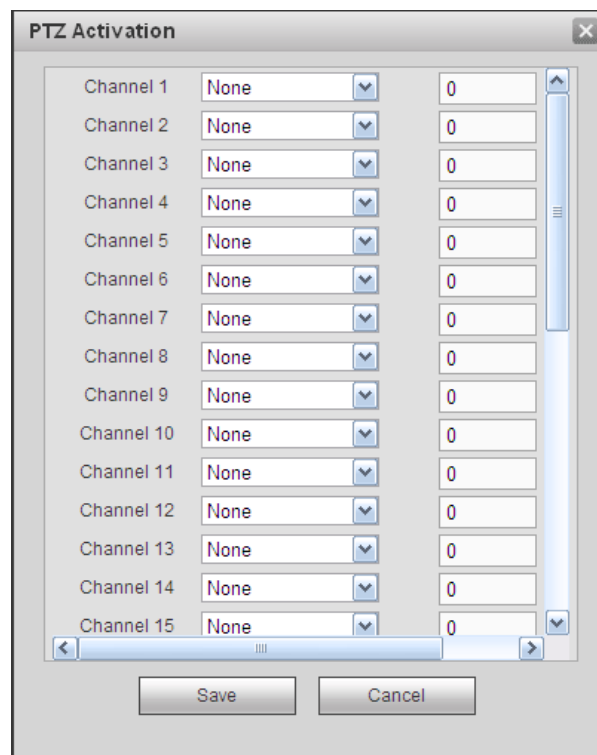 PTZ Activation
Channel 1 None 0
Channel 2 None 0
Channel 3 None 0
Channel 4 None 0
Channel 5 None 0
Channel 6 None 0
Channel 7 None 0
Channel 8 None 0
Channel 9 None 0
Channel 10 None 0
Channel 11 None 0
Channel 12 None 0
Channel 13 None 0
Channel 14 None 0
Channel 15 None 0
Save Cancel